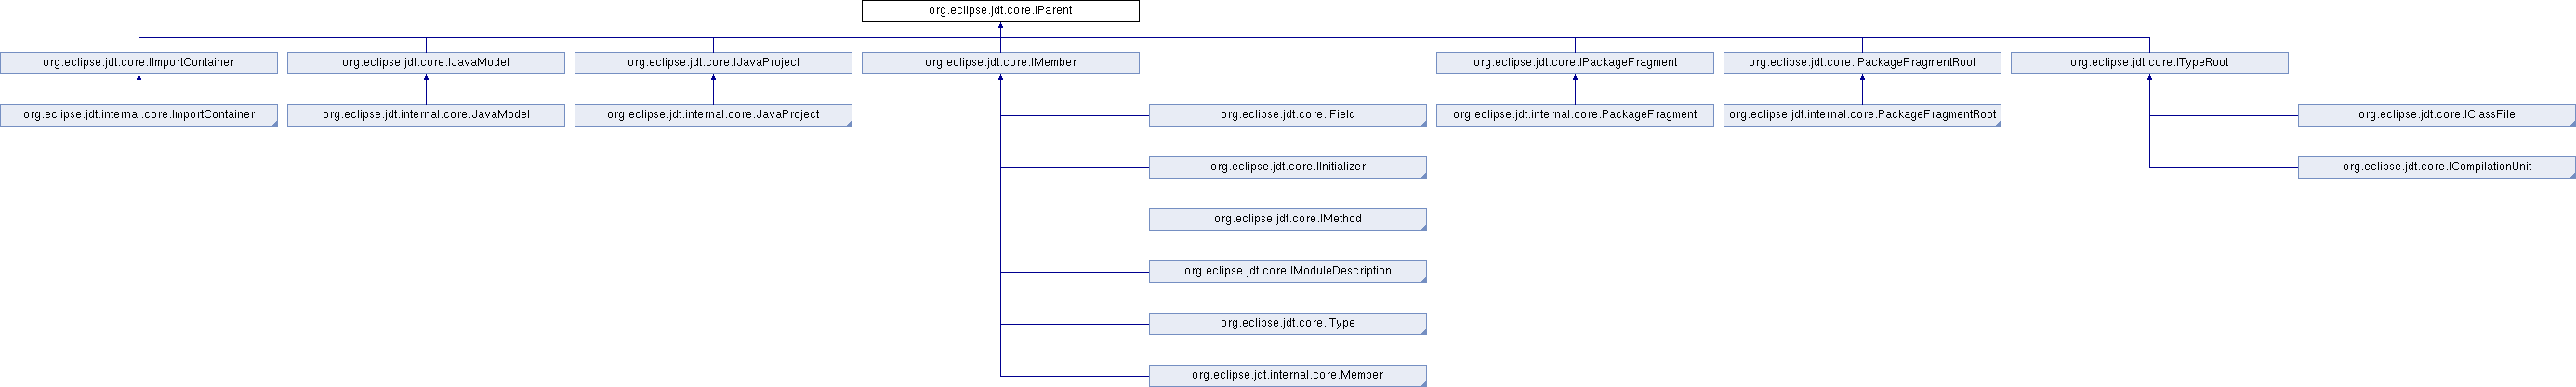 org.eclipse.jdt.core.IParent
org.eclipse.jdt.core.IImportContainer
org.eclipse.jdt.core.IJavaModel
org.eclipse.jdt.core.IJavaProject
org.eclipse.jdt.core.IMember
org.eclipse.jdt.core.IPackageFragment
org.eclipse.jdt.core.IPackageFragmentRoot
org.eclipse.jdt.core.ITypeRoot
org.eclipse.jdt.internal.core.ImportContainer
org.eclipse.jdt.internal.core.JavaModel
org.eclipse.jdt.internal.core.JavaProject
org.eclipse.jdt.core.IField
org.eclipse.jdt.internal.core.PackageFragment
org.eclipse.jdt.internal.core.PackageFragmentRoot
org.eclipse.jdt.core.IClassFile
org.eclipse.jdt.core.IInitializer
org.eclipse.jdt.core.ICompilationUnit
org.eclipse.jdt.core.IMethod
org.eclipse.jdt.core.IModuleDescription
org.eclipse.jdt.core.IType
org.eclipse.jdt.internal.core.Member